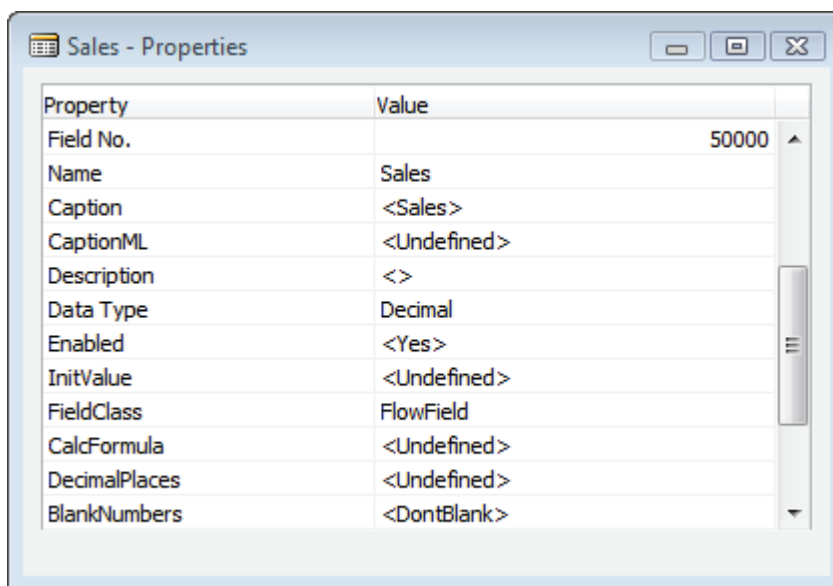 Sales - Properties
Property Value
Field No. 50000
Name Sales
Caption <Sales>
CaptionML <Undefined>
Description <>
Data Type Decimal
Enabled <Yes>
InitValue <Undefined>
FieldClass FlowField
CalcFormula <Undefined>
DecimalPlaces <Undefined>
BlankNumbers <DontBlank>